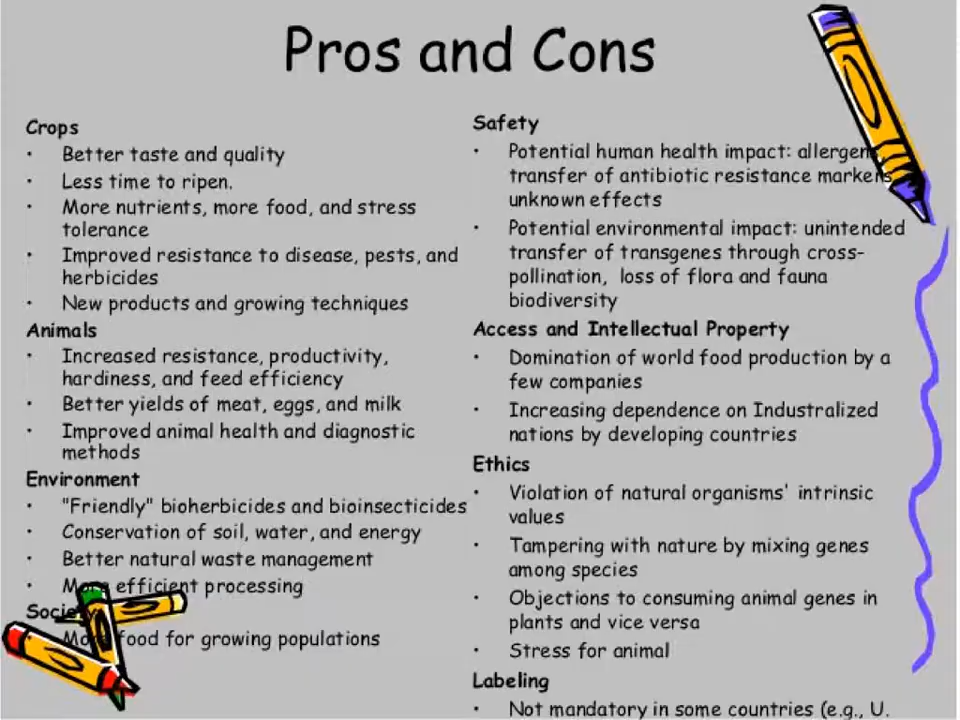 Pros and Cons
Crops
• Better taste and quality
• Less time to ripen.
• More nutrients, more food, and stress
tolerance
• Improved resistance to disease, pests, and
herbicides
• New products and growing techniques
Animals
• Increased resistance, productivity,
hardiness, and feed efficiency
• Better yields of meat, eggs, and milk
• Improved animal health and diagnostic
methods
Environment
• "Friendly" bioherbicides and bioinsecticides
• Conservation of soil, water, and energy
• Better natural waste management
• More efficient processing
Society
• More food for growing populations
Safety
• Potential human health impact: allergens,
transfer of antibiotic resistance markers,
unknown effects
• Potential environmental impact: unintended
transfer of transgenes through cross-
pollination, loss of flora and fauna
biodiversity
Access and Intellectual Property
• Domination of world food production by a
few companies
• Increasing dependence on Industralized
nations by developing countries
Ethics
• Violation of natural organisms' intrinsic
values
• Tampering with nature by mixing genes
among species
• Objections to consuming animal genes in
plants and vice versa
• Stress for animal
Labeling
• Not mandatory in some countries (e.g., U.